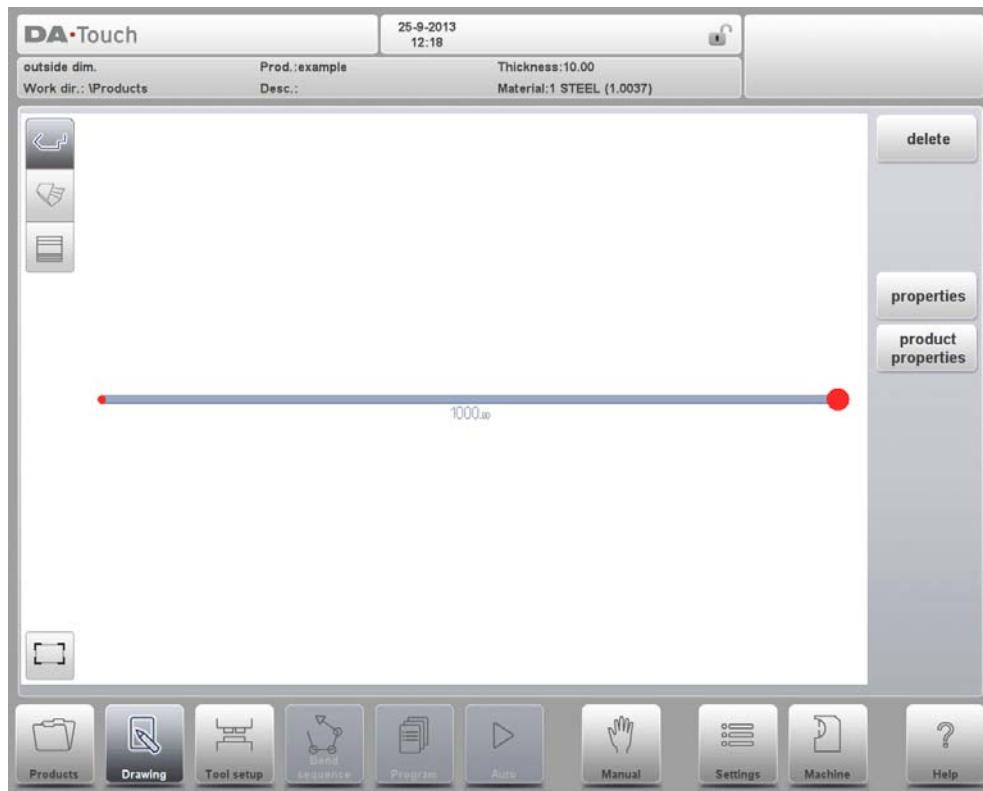 DA•Touch
25-9-2013
12:18
outside dim. Prod.:example Thickness:10.00
Work dir.: \Products Desc.: Material:1 STEEL (1.0037)
delete
properties
product
properties
1000.00
Products
Drawing
Tool setup
Bend
sequence
Program
Auto
Manual
Settings
Machine
?
Help